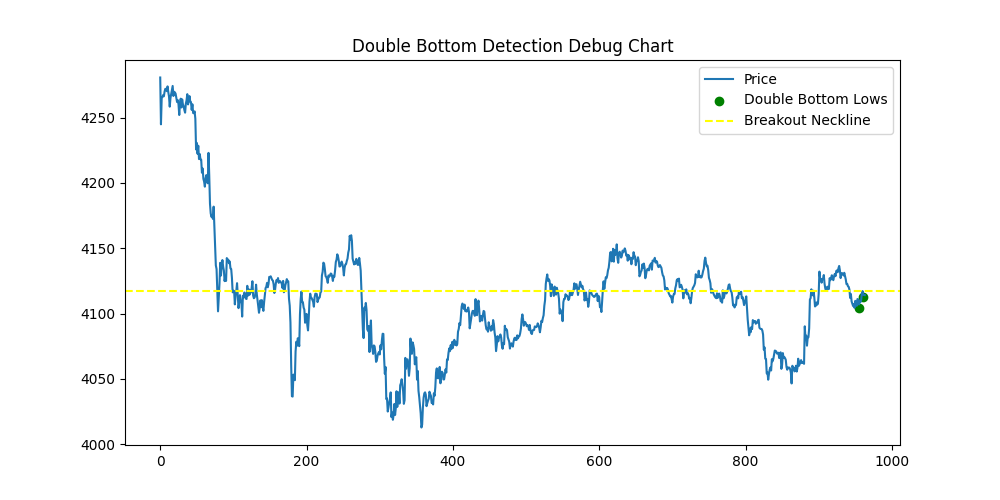 Double Bottom Detection Debug Chart
Price
Double Bottom Lows
Breakout Neckline
4250
4200
4150
4100
4050
4000
0 200 400 600 800 1000